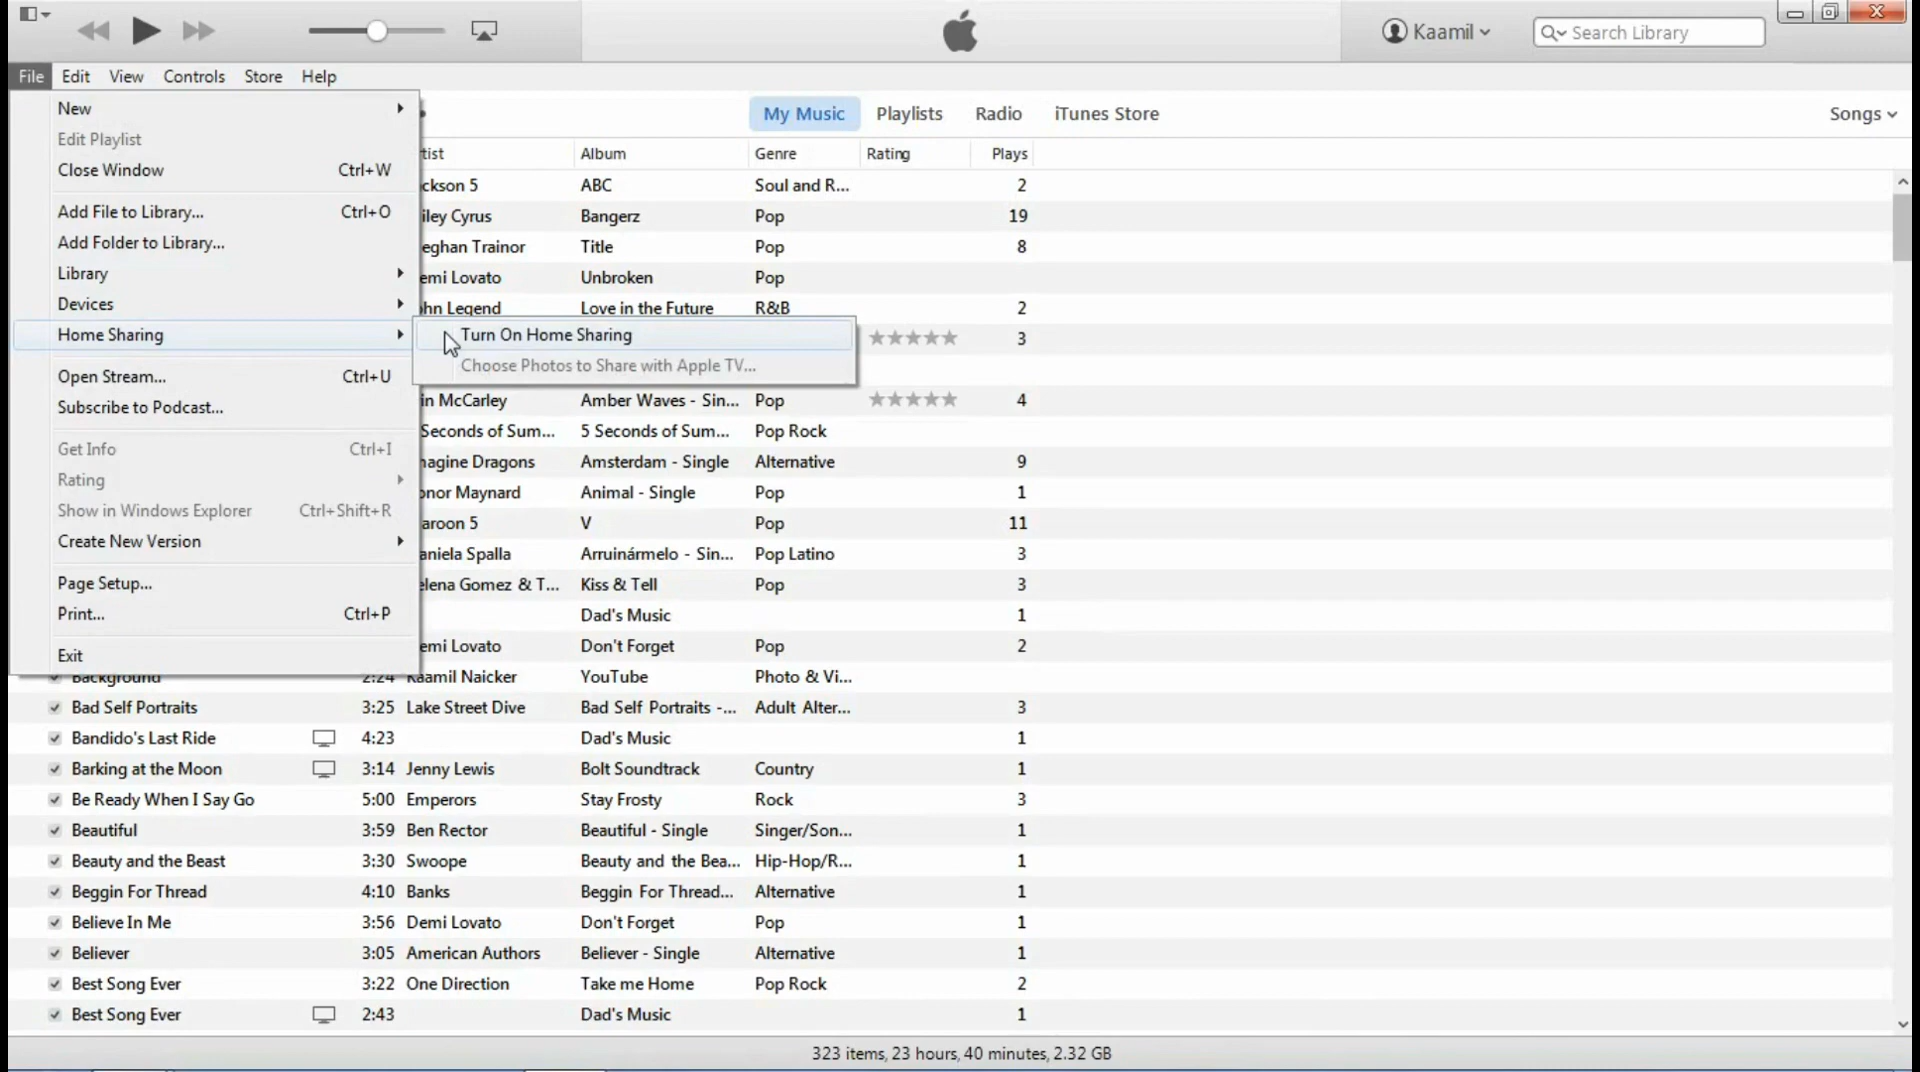 Kaamil
Search Library
File Edit View Controls Store Help
New
Edit Playlist
Close Window Ctrl+W
Add File to Library... Ctrl+O
Add Folder to Library...
Library
Devices
Home Sharing
Open Stream... Ctrl+U
Subscribe to Podcast...
Get Info Ctrl+I
Rating
Show in Windows Explorer Ctrl+Shift+R
Create New Version
Page Setup...
Print... Ctrl+P
Exit
Turn On Home Sharing
Choose Photos to Share with Apple TV...
My Music Playlists Radio iTunes Store Songs
tist Album Genre Rating Plays
ckson 5 ABC Soul and R... 2
iley Cyrus Bangerz Pop 19
eghan Trainor Title Pop 8
emi Lovato Unbroken Pop
ohn Legend Love in the Future R&B 2
★★★★★ 3
in McCarley Amber Waves - Sin... Pop ★★★★★ 4
Seconds of Sum... 5 Seconds of Sum... Pop Rock
magine Dragons Amsterdam - Single Alternative 9
onor Maynard Animal - Single Pop 1
aroon 5 V Pop 11
aniela Spalla Arruinármelo - Sin... Pop Latino 3
elena Gomez & T... Kiss & Tell Pop 3
Dad's Music 1
emi Lovato Don't Forget Pop 2
Background 2:24 Kaamil Naicker YouTube Photo & Vi...
Bad Self Portraits 3:25 Lake Street Dive Bad Self Portraits -... Adult Alter... 3
Bandido's Last Ride 4:23 Dad's Music 1
Barking at the Moon 3:14 Jenny Lewis Bolt Soundtrack Country 1
Be Ready When I Say Go 5:00 Emperors Stay Frosty Rock 3
Beautiful 3:59 Ben Rector Beautiful - Single Singer/Son... 1
Beauty and the Beast 3:30 Swoope Beauty and the Bea... Hip-Hop/R... 1
Beggin For Thread 4:10 Banks Beggin For Thread... Alternative 1
Believe In Me 3:56 Demi Lovato Don't Forget Pop 1
Believer 3:05 American Authors Believer - Single Alternative 1
Best Song Ever 3:22 One Direction Take me Home Pop Rock 2
Best Song Ever 2:43 Dad's Music 1
323 items, 23 hours, 40 minutes, 2.32 GB